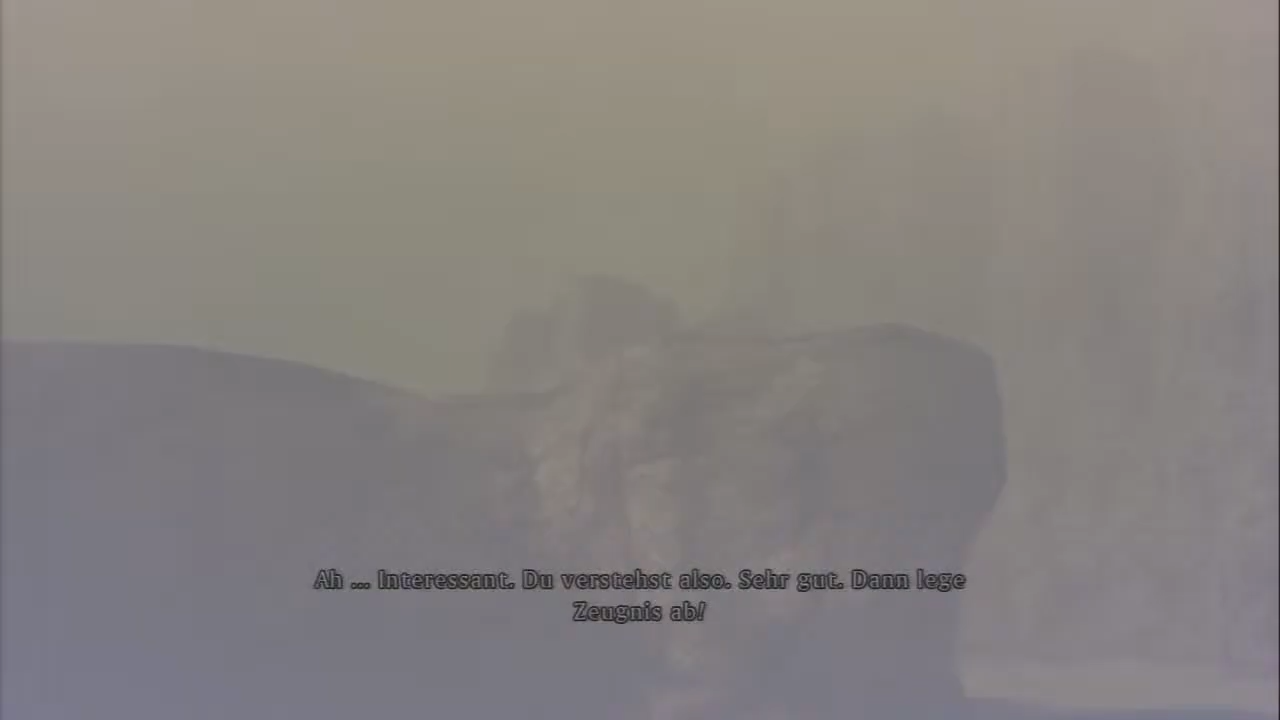 Ah ... Interessant. Du verstehst also. Sehr gut. Dann lege
Zeugnis ab!